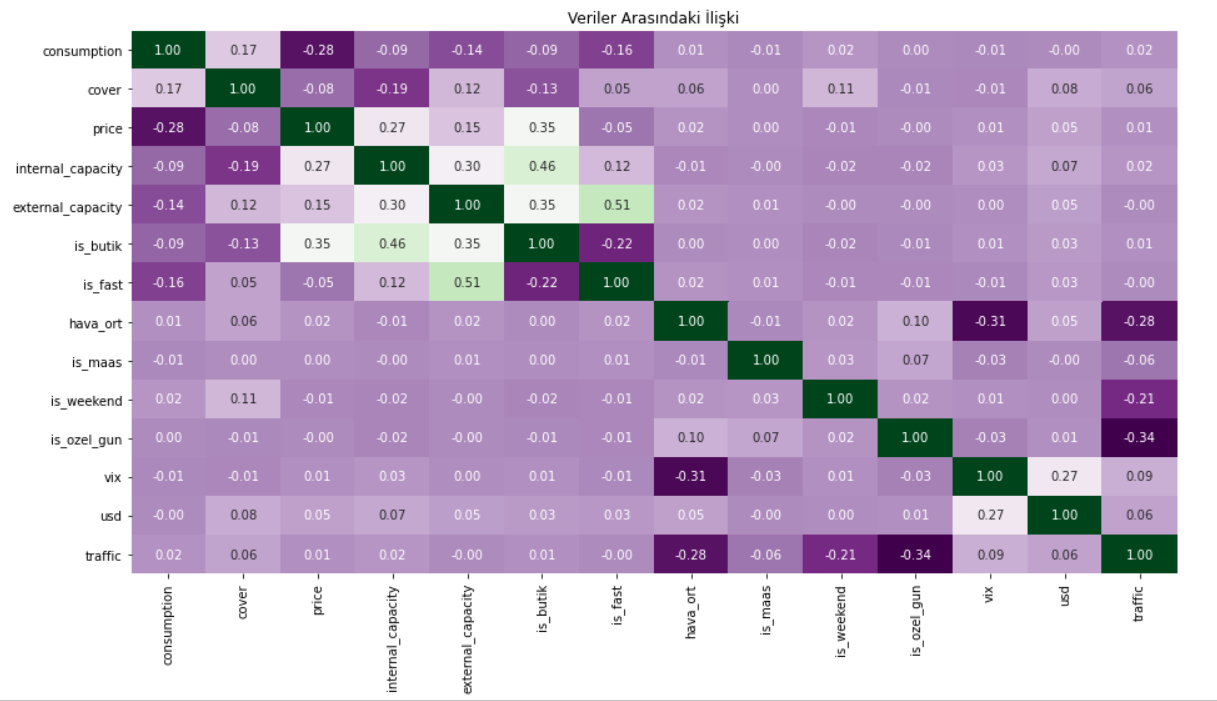 Veriler Arasındaki İlişki
consumption 1.00 0.17 -0.28 -0.09 -0.14 -0.09 -0.16 0.01 -0.01 0.02 0.00 -0.01 -0.00 0.02
cover 0.17 1.00 -0.08 -0.19 0.12 -0.13 0.05 0.06 0.00 0.11 -0.01 -0.01 0.08 0.06
price -0.28 -0.08 1.00 0.27 0.15 0.35 -0.05 0.02 0.00 -0.01 -0.00 0.01 0.05 0.01
internal_capacity -0.09 -0.19 0.27 1.00 0.30 0.46 0.12 -0.01 -0.00 -0.02 -0.02 0.03 0.07 0.02
external_capacity -0.14 0.12 0.15 0.30 1.00 0.35 0.51 0.02 0.01 -0.00 -0.00 0.00 0.05 -0.00
is_butik -0.09 -0.13 0.35 0.46 0.35 1.00 -0.22 0.00 0.00 -0.02 -0.01 0.01 0.03 0.01
is_fast -0.16 0.05 -0.05 0.12 0.51 -0.22 1.00 0.02 0.01 -0.01 -0.01 -0.01 0.03 -0.00
hava_ort 0.01 0.06 0.02 -0.01 0.02 0.00 0.02 1.00 -0.01 0.02 0.10 -0.31 0.05 -0.28
is_maas -0.01 0.00 0.00 -0.00 0.01 0.00 0.01 -0.01 1.00 0.03 0.07 -0.03 -0.00 -0.06
is_weekend 0.02 0.11 -0.01 -0.02 -0.00 -0.02 -0.01 0.02 0.03 1.00 0.02 0.01 0.00 -0.21
is_ozel_gun 0.00 -0.01 -0.00 -0.02 -0.00 -0.01 -0.01 0.10 0.07 0.02 1.00 -0.03 0.01 -0.34
vix -0.01 -0.01 0.01 0.03 0.00 0.01 -0.01 -0.31 -0.03 0.01 -0.03 1.00 0.27 0.09
usd -0.00 0.08 0.05 0.07 0.05 0.03 0.03 0.05 -0.00 0.00 0.01 0.27 1.00 0.06
traffic 0.02 0.06 0.01 0.02 -0.00 0.01 -0.00 -0.28 -0.06 -0.21 -0.34 0.09 0.06 1.00
consumption cover price internal_capacity external_capacity is_butik is_fast hava_ort is_maas is_weekend is_ozel_gun vix usd traffic